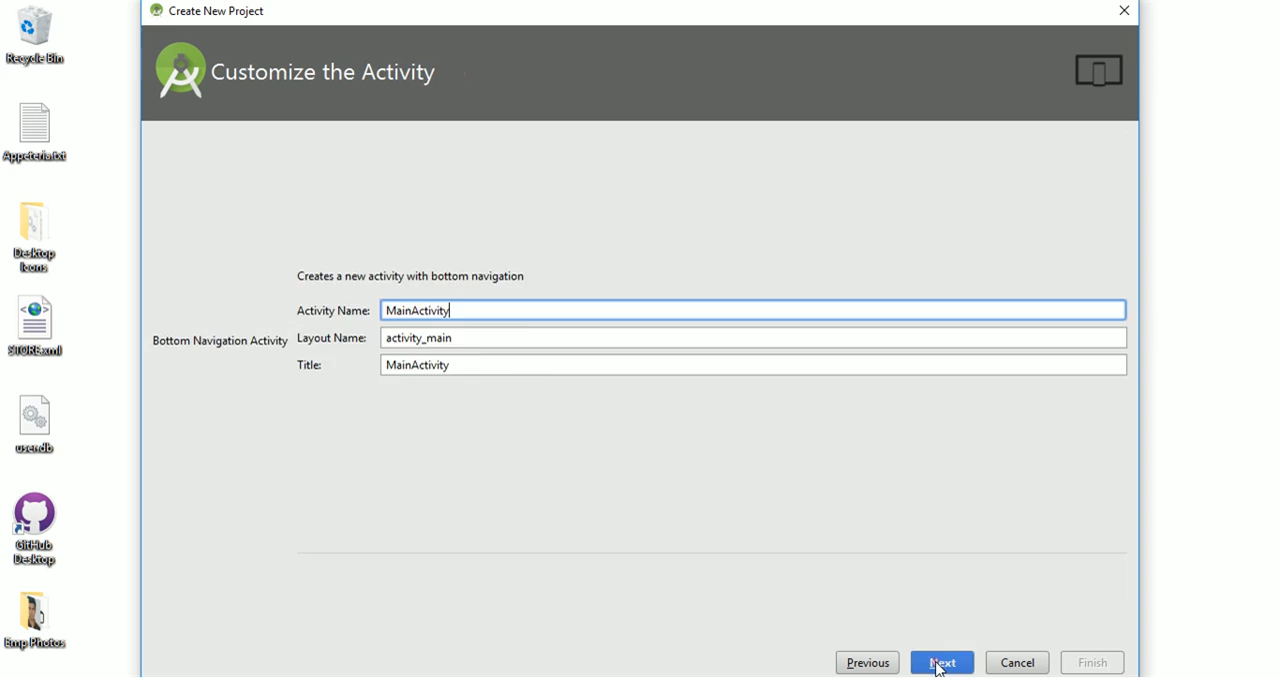 Create New Project
Customize the Activity
Creates a new activity with bottom navigation
Activity Name: MainActivity
Bottom Navigation Activity
Layout Name: activity_main
Title: MainActivity
Previous
Next
Cancel
Finish
Recycle Bin
Appeteria.txt
Desktop
Icons
STORE.xml
user.db
GitHub
Desktop
Emp Photos